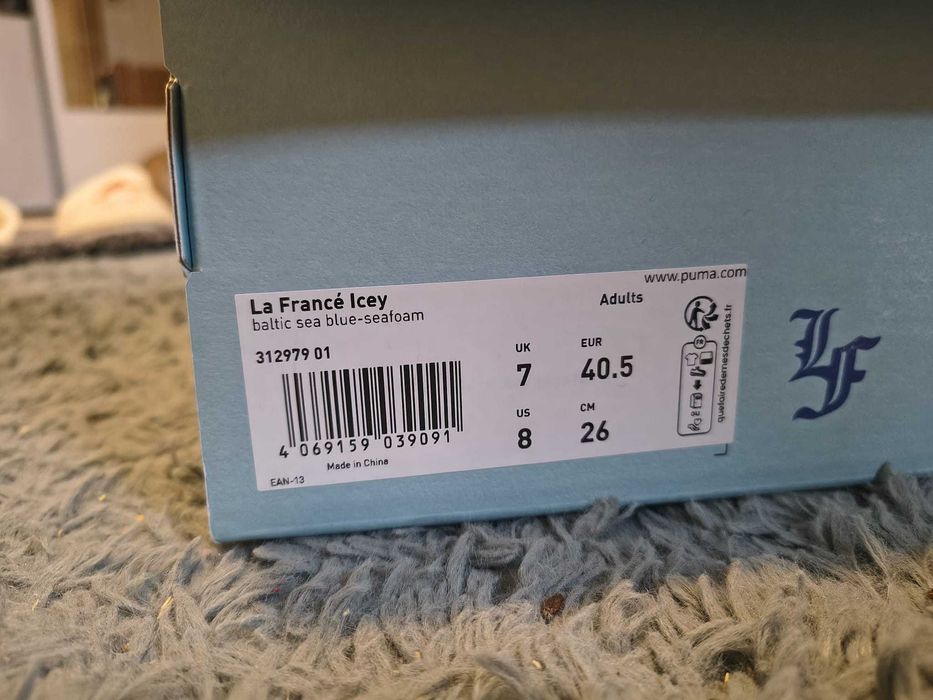 www.puma.com
La Francé Icey
baltic sea blue-seafoam
Adults
312979 01
UK
7
EUR
40.5
US
8
CM
26
4 069159 039091
Made in China
EAN-13
FR
quefairedemesdechets.fr
LF